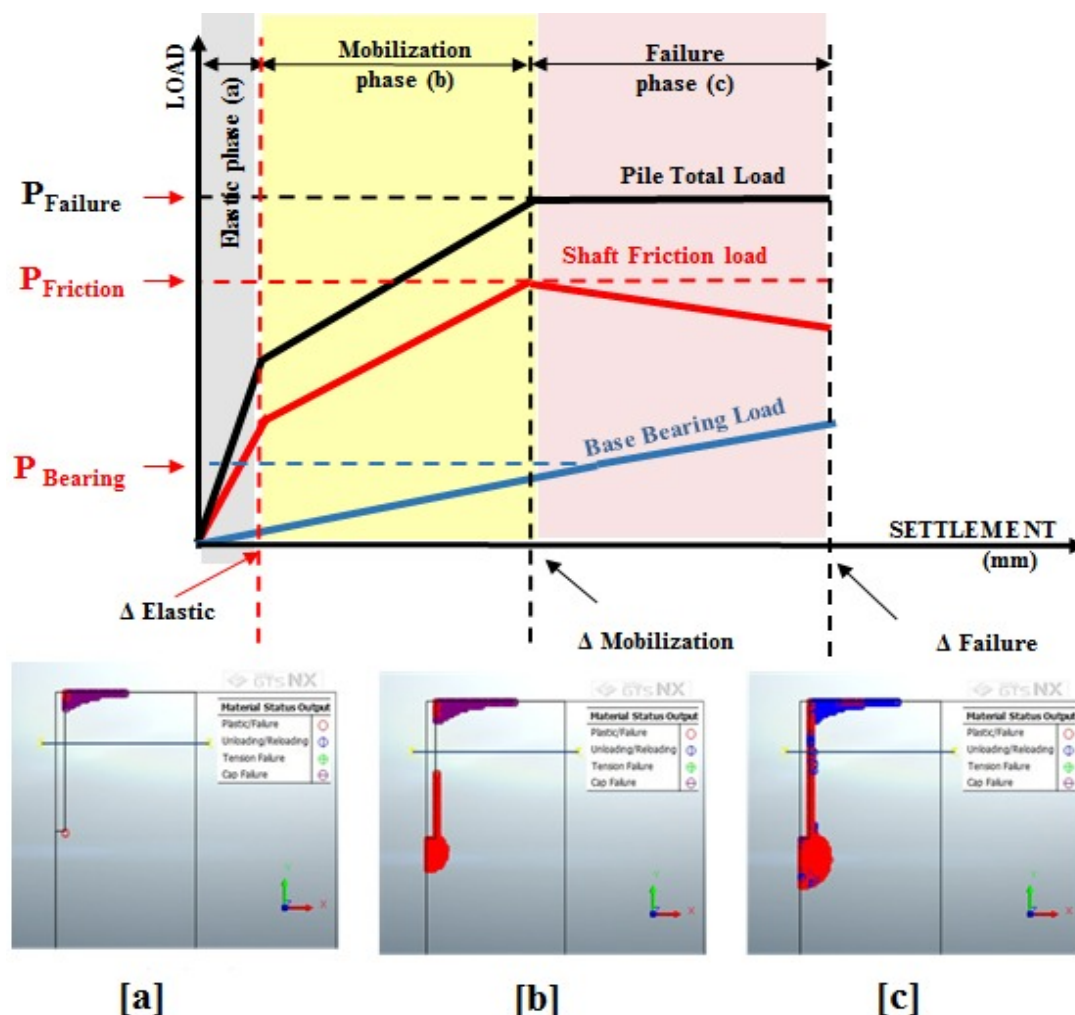 LOAD
Elastic phase (a)
Mobilization
phase (b)
Failure
phase (c)
P Failure
Pile Total Load
P Friction
Shaft Friction load
P Bearing
Base Bearing Load
SETTLEMENT
(mm)
Δ Elastic
Δ Mobilization
Δ Failure
GTS NX
Material Status Output
Plastic/Failure
Unloading/Reloading
Tension Failure
Cap Failure
Y
X
GTS NX
Material Status Output
Plastic/Failure
Unloading/Reloading
Tension Failure
Cap Failure
Y
X
GTS NX
Material Status Output
Plastic/Failure
Unloading/Reloading
Tension Failure
Cap Failure
Y
X
[a]
[b]
[c]